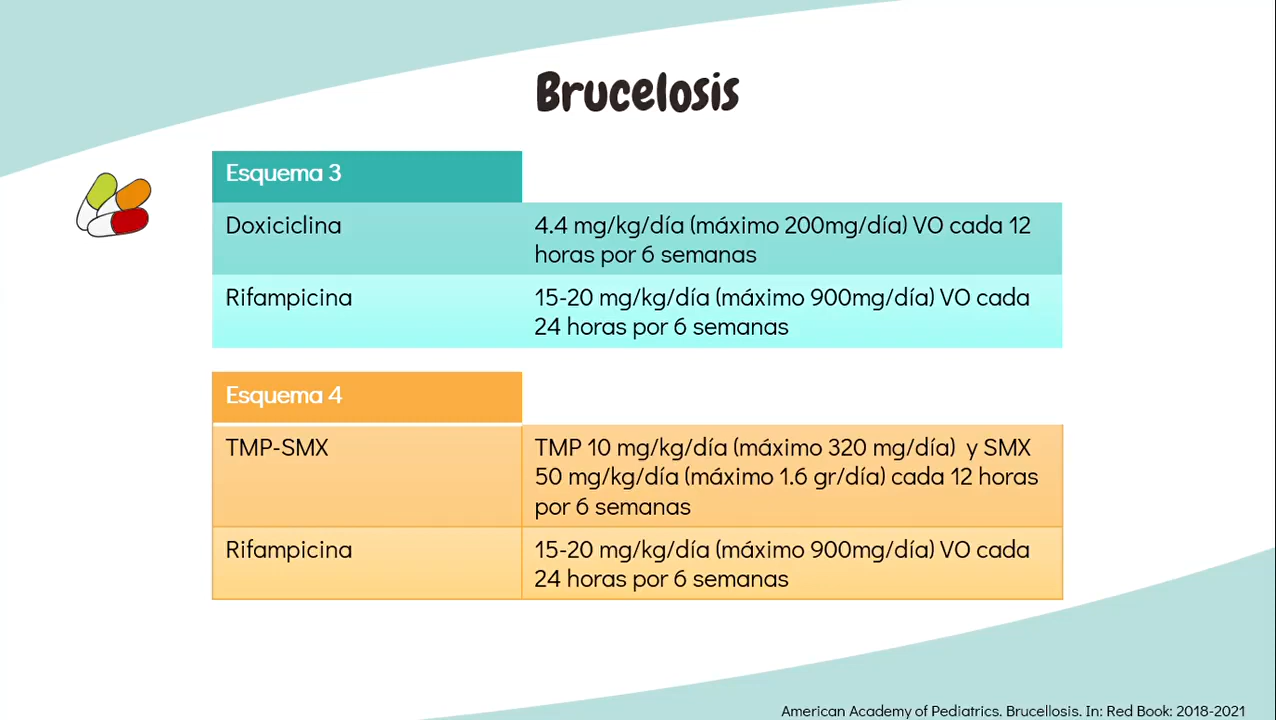 Brucelosis
Esquema 3
Doxiciclina
4.4 mg/kg/día (máximo 200mg/día) VO cada 12
horas por 6 semanas
Rifampicina
15-20 mg/kg/día (máximo 900mg/día) VO cada
24 horas por 6 semanas
Esquema 4
TMP-SMX
TMP 10 mg/kg/día (máximo 320 mg/día) y SMX
50 mg/kg/día (máximo 1.6 gr/día) cada 12 horas
por 6 semanas
Rifampicina
15-20 mg/kg/día (máximo 900mg/día) VO cada
24 horas por 6 semanas
American Academy of Pediatrics. Brucellosis. In: Red Book: 2018-2021